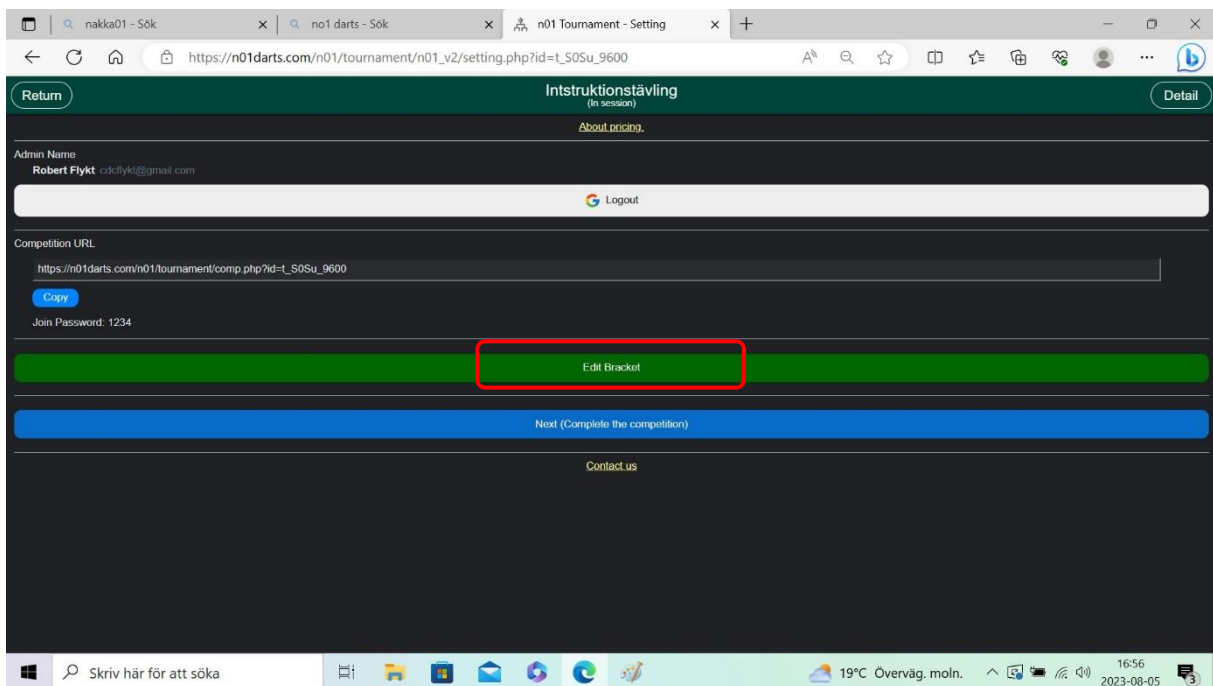 nakka01 - Sök
no1 darts - Sök
n01 Tournament - Setting
https://n01darts.com/n01/tournament/n01_v2/setting.php?id=t_S0Su_9600
Return
Intstruktionstävling
Detail
(In session)
About pricing.
Admin Name
Robert Flykt cdcflykt@gmail.com
Logout
Competition URL
https://n01darts.com/n01/tournament/comp.php?id=t_S0Su_9600
Copy
Join Password: 1234
Edit Bracket
Next (Complete the competition)
Contact us
Skriv här för att söka
19°C Överväg. moln.
16:56
2023-08-05
3